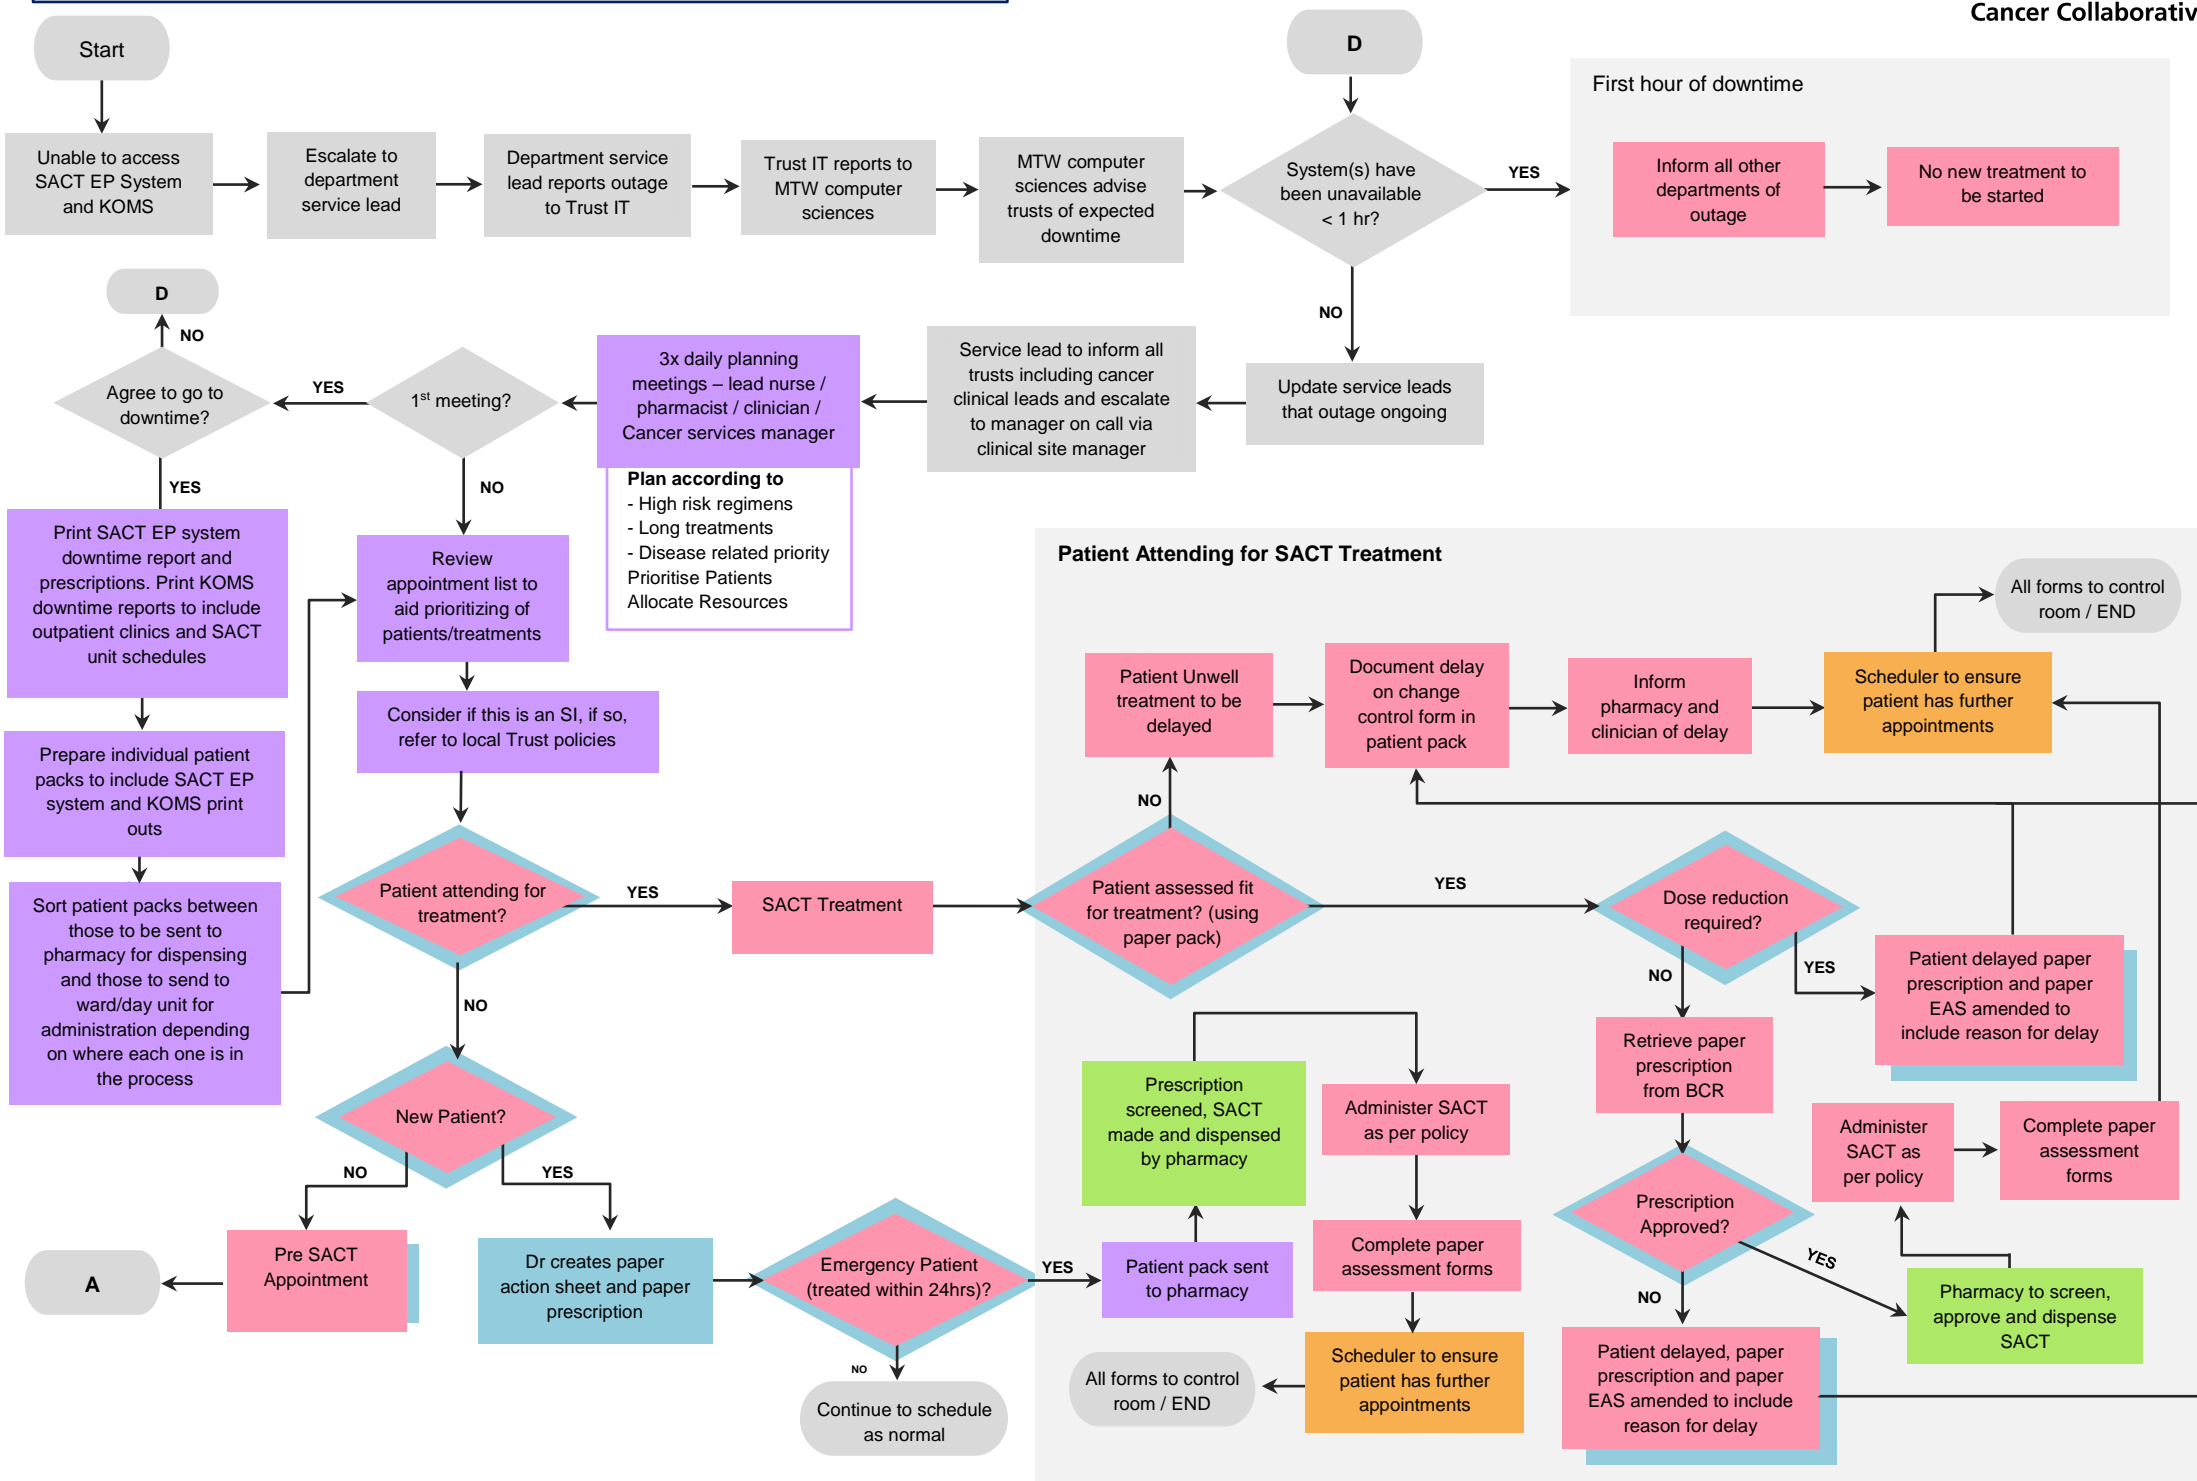 Cancer Collaborativ
Start
D
First hour of downtime
Unable to access
SACT EP System
and KOMS
Escalate to
department
service lead
Department service
lead reports outage
to Trust IT
Trust IT reports to
MTW computer
sciences
MTW computer
sciences advise
trusts of expected
downtime
System(s) have
been unavailable
< 1 hr?
YES
Inform all other
departments of
outage
No new treatment to
be started
NO
D
NO
Agree to go to
downtime?
YES
1st meeting?
3x daily planning
meetings – lead nurse /
pharmacist / clinician /
Cancer services manager
Service lead to inform all
trusts including cancer
clinical leads and escalate
to manager on call via
clinical site manager
Update service leads
that outage ongoing
Plan according to
- High risk regimens
- Long treatments
- Disease related priority
Prioritise Patients
Allocate Resources
YES
NO
Print SACT EP system
downtime report and
prescriptions. Print KOMS
downtime reports to include
outpatient clinics and SACT
unit schedules
Review
appointment list to
aid prioritizing of
patients/treatments
Consider if this is an SI, if so,
refer to local Trust policies
Prepare individual patient
packs to include SACT EP
system and KOMS print
outs
Sort patient packs between
those to be sent to
pharmacy for dispensing
and those to send to
ward/day unit for
administration depending
on where each one is in
the process
Patient attending for
treatment?
YES
SACT Treatment
NO
New Patient?
NO
YES
Pre SACT
Appointment
A
Dr creates paper
action sheet and paper
prescription
Emergency Patient
(treated within 24hrs)?
YES
NO
Continue to schedule
as normal
Patient Attending for SACT Treatment
All forms to control
room / END
Patient Unwell
treatment to be
delayed
Document delay
on change
control form in
patient pack
Inform
pharmacy and
clinician of delay
Scheduler to ensure
patient has further
appointments
NO
Patient assessed fit
for treatment? (using
paper pack)
YES
Dose reduction
required?
NO
YES
Patient delayed paper
prescription and paper
EAS amended to
include reason for delay
Retrieve paper
prescription
from BCR
Prescription
screened, SACT
made and dispensed
by pharmacy
Administer SACT
as per policy
Administer
SACT as
per policy
Complete paper
assessment
forms
Prescription
Approved?
YES
NO
Patient pack sent
to pharmacy
Complete paper
assessment forms
Pharmacy to screen,
approve and dispense
SACT
Scheduler to ensure
patient has further
appointments
All forms to control
room / END
Patient delayed, paper
prescription and paper
EAS amended to include
reason for delay